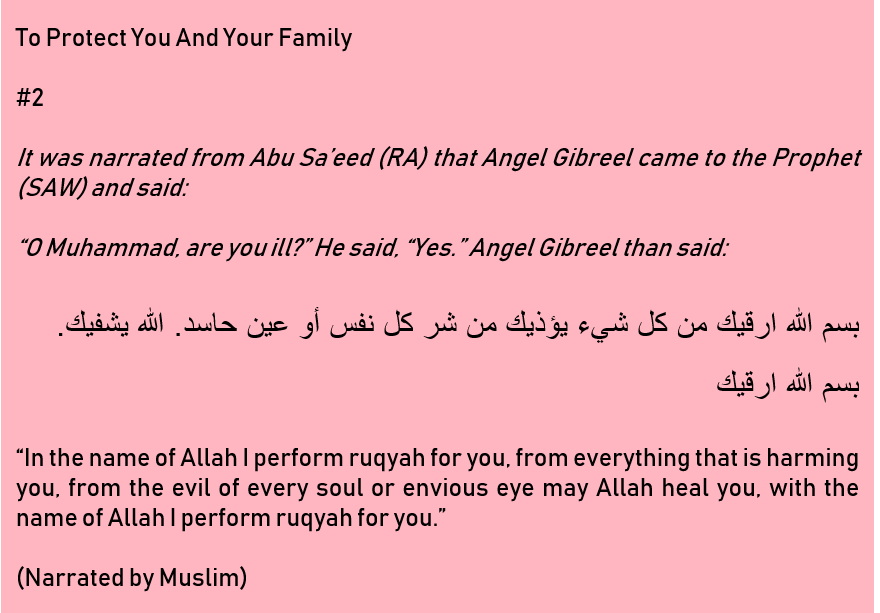 To Protect You And Your Family
#2
It was narrated from Abu Sa’eed (RA) that Angel Gibreel came to the Prophet
(SAW) and said:
“O Muhammad, are you ill?” He said, “Yes.” Angel Gibreel than said:
بسم الله ارقيك من كل شيء يؤذيك من شر كل نفس أو عين حاسد. الله يشفيك.
بسم الله ارقيك
“In the name of Allah I perform ruqyah for you, from everything that is harming
you, from the evil of every soul or envious eye may Allah heal you, with the
name of Allah I perform ruqyah for you.”
(Narrated by Muslim)